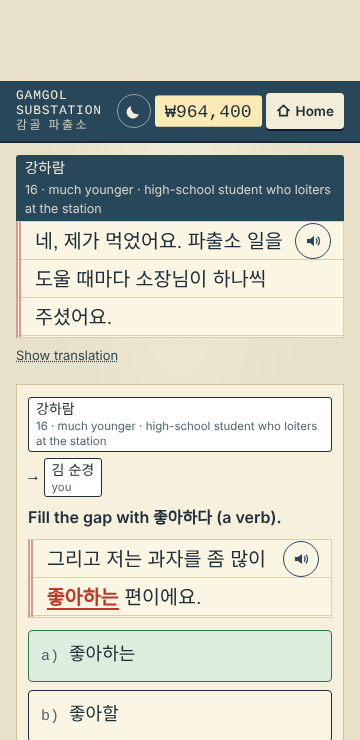 GAMGOL
SUBSTATION
감골 파출소
₩964,400
Home
강하람
16 · much younger · high-school student who loiters
at the station
네, 제가 먹었어요. 파출소 일을
도울 때마다 소장님이 하나씩
주셨어요.
Show translation
강하람
16 · much younger · high-school student who loiters
at the station
→ 김 순경
you
Fill the gap with 좋아하다 (a verb).
그리고 저는 과자를 좀 많이
좋아하는 편이에요.
a) 좋아하는
b) 좋아할